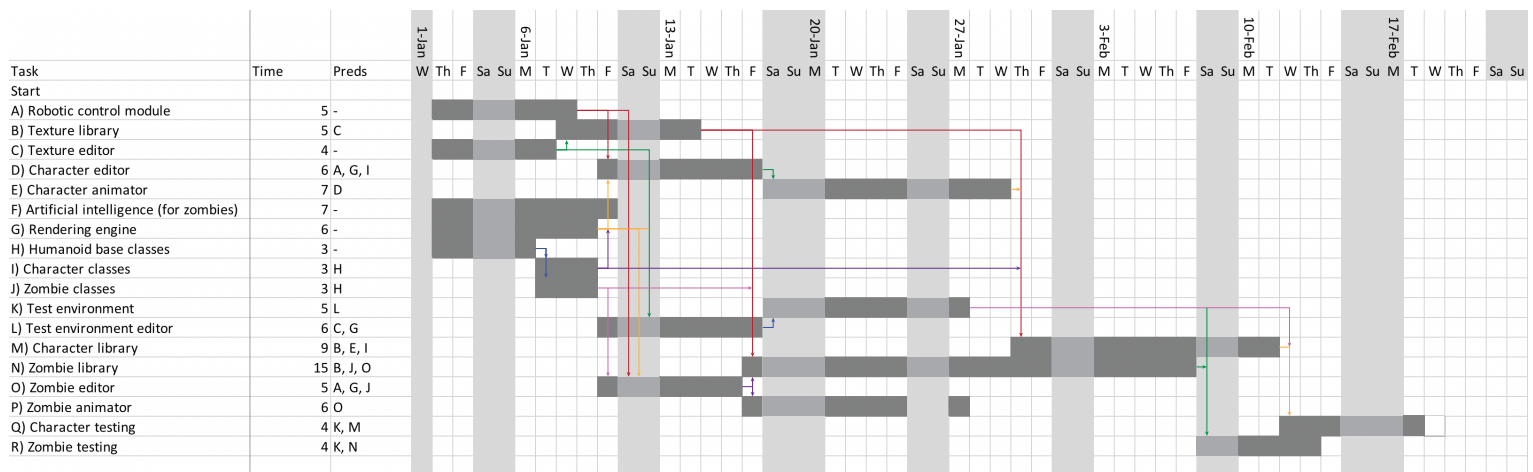 1-Jan 6-Jan 13-Jan 20-Jan 27-Jan 3-Feb 10-Feb 17-Feb
Task Time Preds W Th F Sa Su M T W Th F Sa Su M T W Th F Sa Su M T W Th F Sa Su M T W Th F Sa Su M T W Th F Sa Su M T W Th F Sa Su M T W Th F Sa Su
Start
A) Robotic control module 5 -
B) Texture library 5 C
C) Texture editor 4 -
D) Character editor 6 A, G, I
E) Character animator 7 D
F) Artificial intelligence (for zombies) 7 -
G) Rendering engine 6 -
H) Humanoid base classes 3 -
I) Character classes 3 H
J) Zombie classes 3 H
K) Test environment 5 L
L) Test environment editor 6 C, G
M) Character library 9 B, E, I
N) Zombie library 15 B, J, O
O) Zombie editor 5 A, G, J
P) Zombie animator 6 O
Q) Character testing 4 K, M
R) Zombie testing 4 K, N